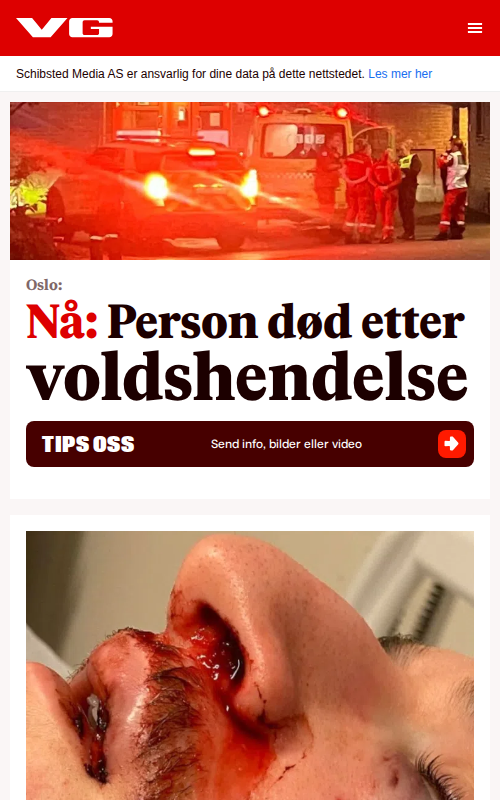 VG
Schibsted Media AS er ansvarlig for dine data på dette nettstedet. Les mer her
Oslo:
Nå: Person død etter
voldshendelse
TIPS OSS
Send info, bilder eller video